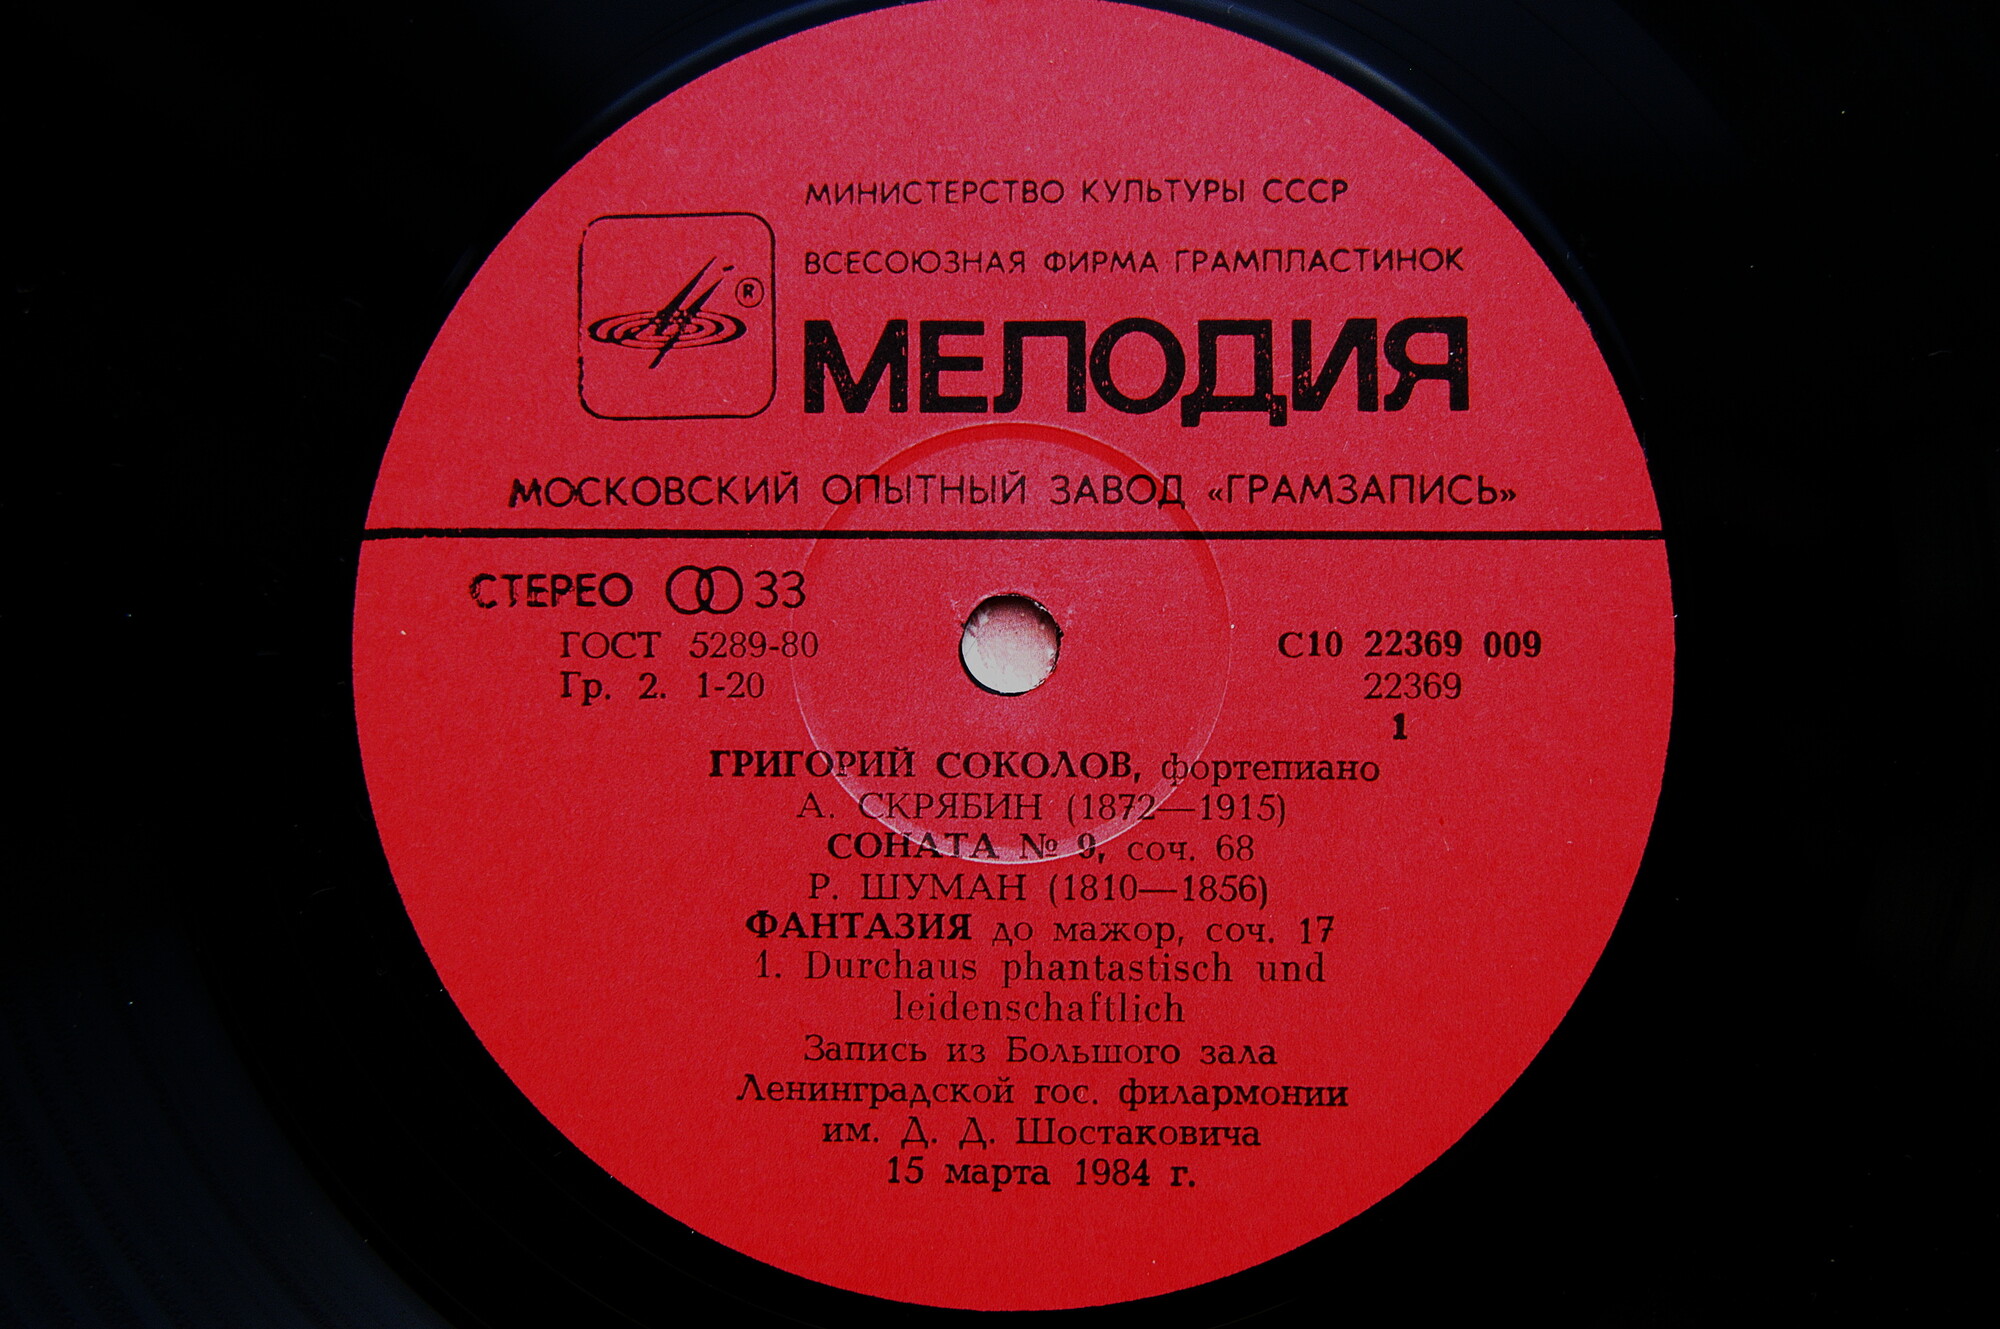 МИНИСТЕРСТВО КУЛЬТУРЫ СССР
ВСЕСОЮЗНАЯ ФИРМА ГРАМПЛАСТИНОК
®
МЕЛОДИЯ
МОСКОВСКИЙ ОПЫТНЫЙ ЗАВОД «ГРАМЗАПИСЬ»
СТЕРЕО 33
ГОСТ 5289-80
Гр. 2. 1-20
С10 22369 009
22369
1
ГРИГОРИЙ СОКОЛОВ, фортепиано
А. СКРЯБИН (1872—1915)
СОНАТА № 9, соч. 68
Р. ШУМАН (1810—1856)
ФАНТАЗИЯ до мажор, соч. 17
1. Durchaus phantastisch und
leidenschaftlich
Запись из Большого зала
Ленинградской гос. филармонии
им. Д. Д. Шостаковича
15 марта 1984 г.